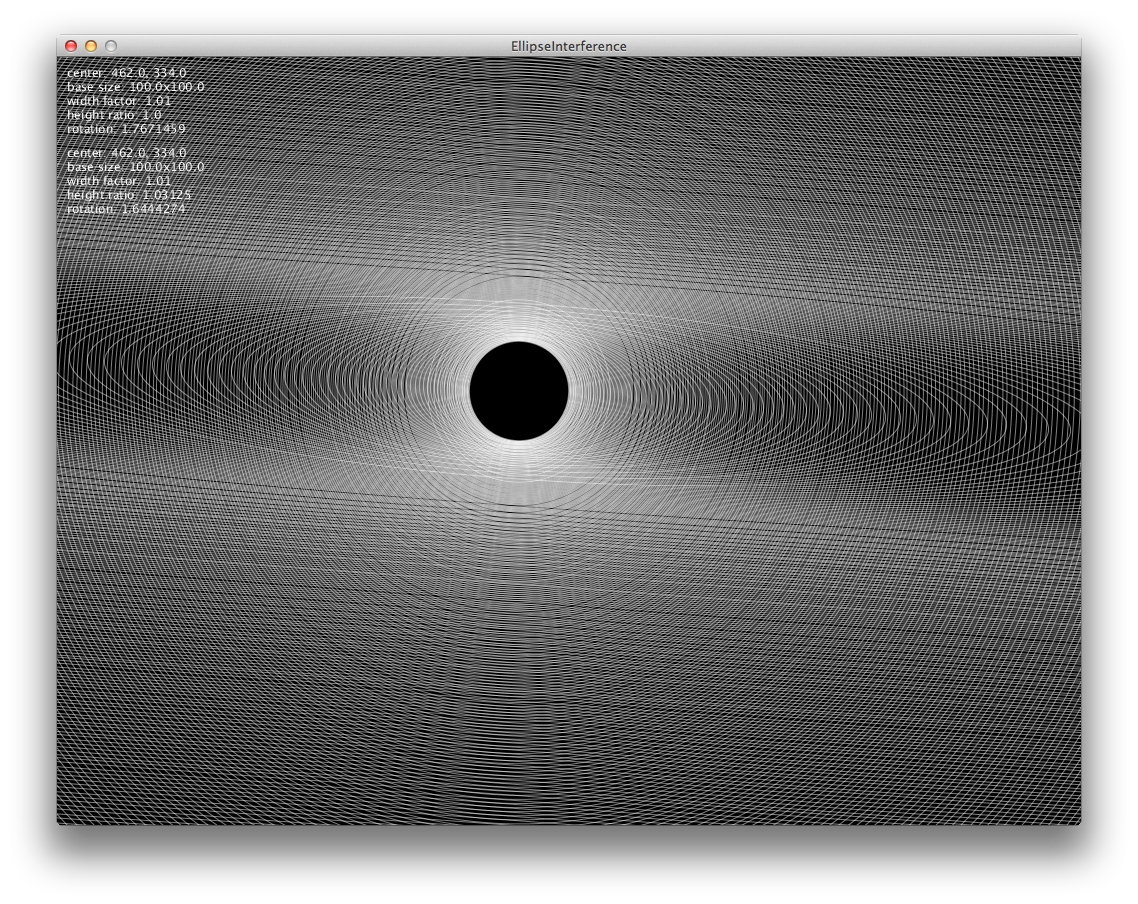 EllipseInterference
center: 462.0, 334.0
base size: 100.0x100.0
width factor: 1.01
height ratio: 1.0
rotation: 1.7671459
center: 462.0, 334.0
base size: 100.0x100.0
width factor: 1.01
height ratio: 1.03125
rotation: 1.6444274